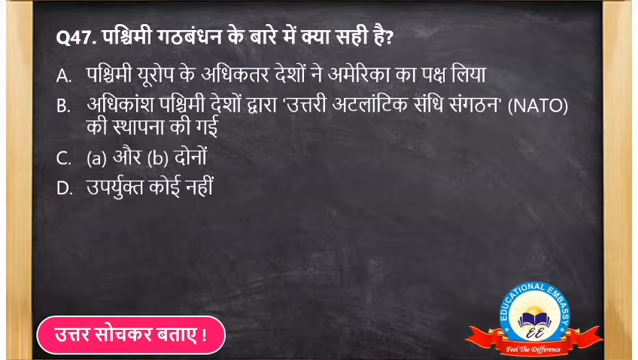 Q47. पश्चिमी गठबंधन के बारे में क्या सही है?
A. पश्चिमी यूरोप के अधिकतर देशों ने अमेरिका का पक्ष लिया
B. अधिकांश पश्चिमी देशों द्वारा 'उत्तरी अटलांटिक संधि संगठन' (NATO)
की स्थापना की गई
C. (a) और (b) दोनों
D. उपर्युक्त कोई नहीं
उत्तर सोचकर बताए !
EDUCATIONAL EMBASSY
EE
Feel The Difference